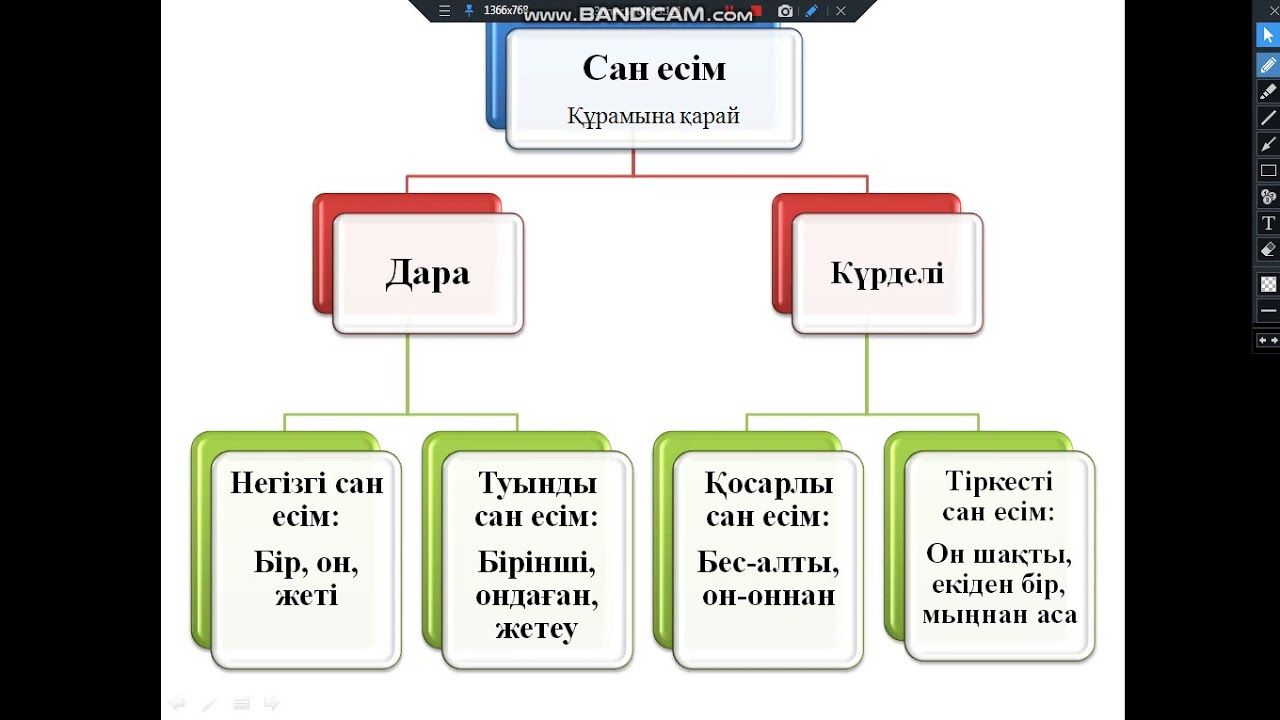 1366x768
www.BANDICAM.com
Сан есім
Құрамына қарай
Дара
Күрделі
Негізгі сан
есім:
Бір, он,
жеті
Туынды
сан есім:
Бірінші,
ондаған,
жетеу
Қосарлы
сан есім:
Бес-алты,
он-оннан
Тіркесті
сан есім:
Он шақты,
екіден бір,
мыңнан аса